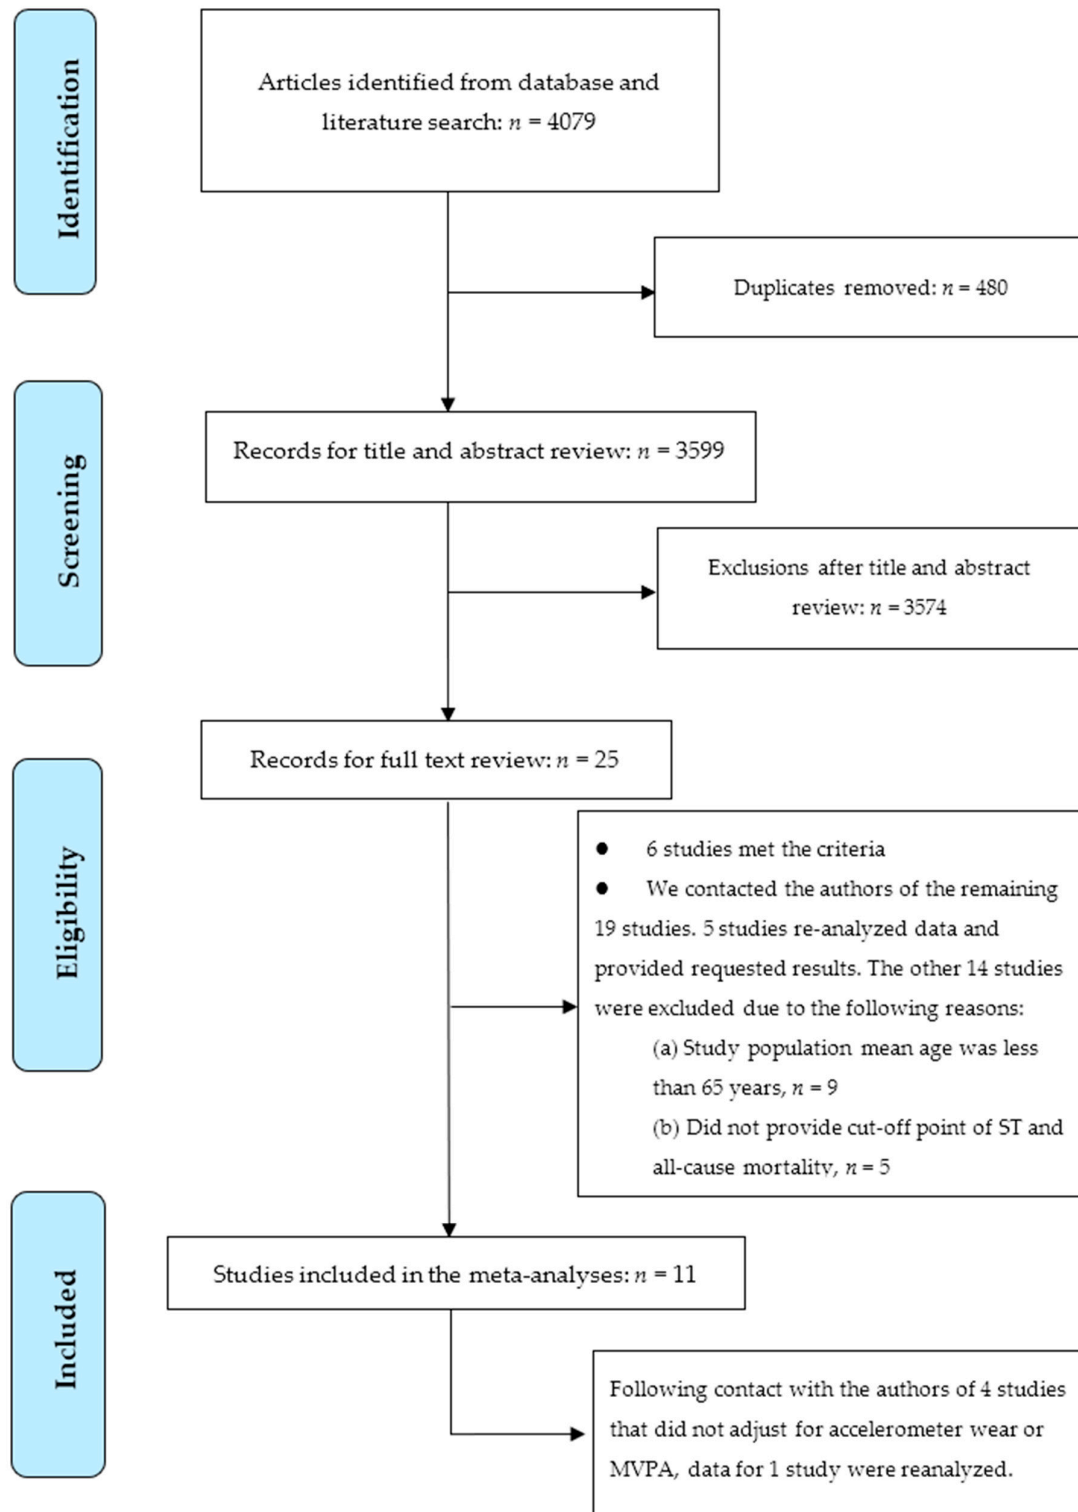 Identification
Articles identified from database and
literature search: n = 4079
Duplicates removed: n = 480
Screening
Records for title and abstract review: n = 3599
Exclusions after title and abstract
review: n = 3574
Eligibility
Records for full text review: n = 25
● 6 studies met the criteria
● We contacted the authors of the remaining
19 studies. 5 studies re-analyzed data and
provided requested results. The other 14 studies
were excluded due to the following reasons:
(a) Study population mean age was less
than 65 years, n = 9
(b) Did not provide cut-off point of ST and
all-cause mortality, n = 5
Included
Studies included in the meta-analyses: n = 11
Following contact with the authors of 4 studies
that did not adjust for accelerometer wear or
MVPA, data for 1 study were reanalyzed.